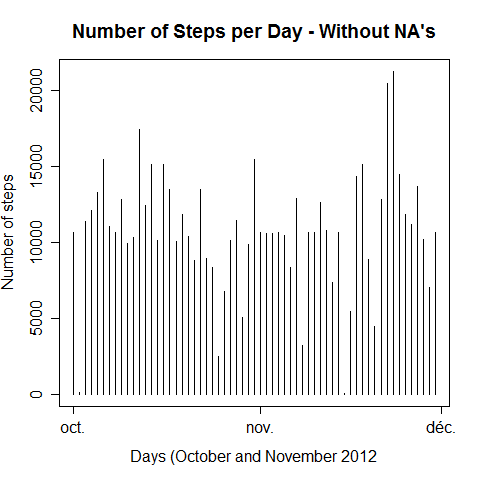 Number of Steps per Day - Without NA's
Number of steps
20000
15000
10000
5000
0
oct.
nov.
déc.
Days (October and November 2012